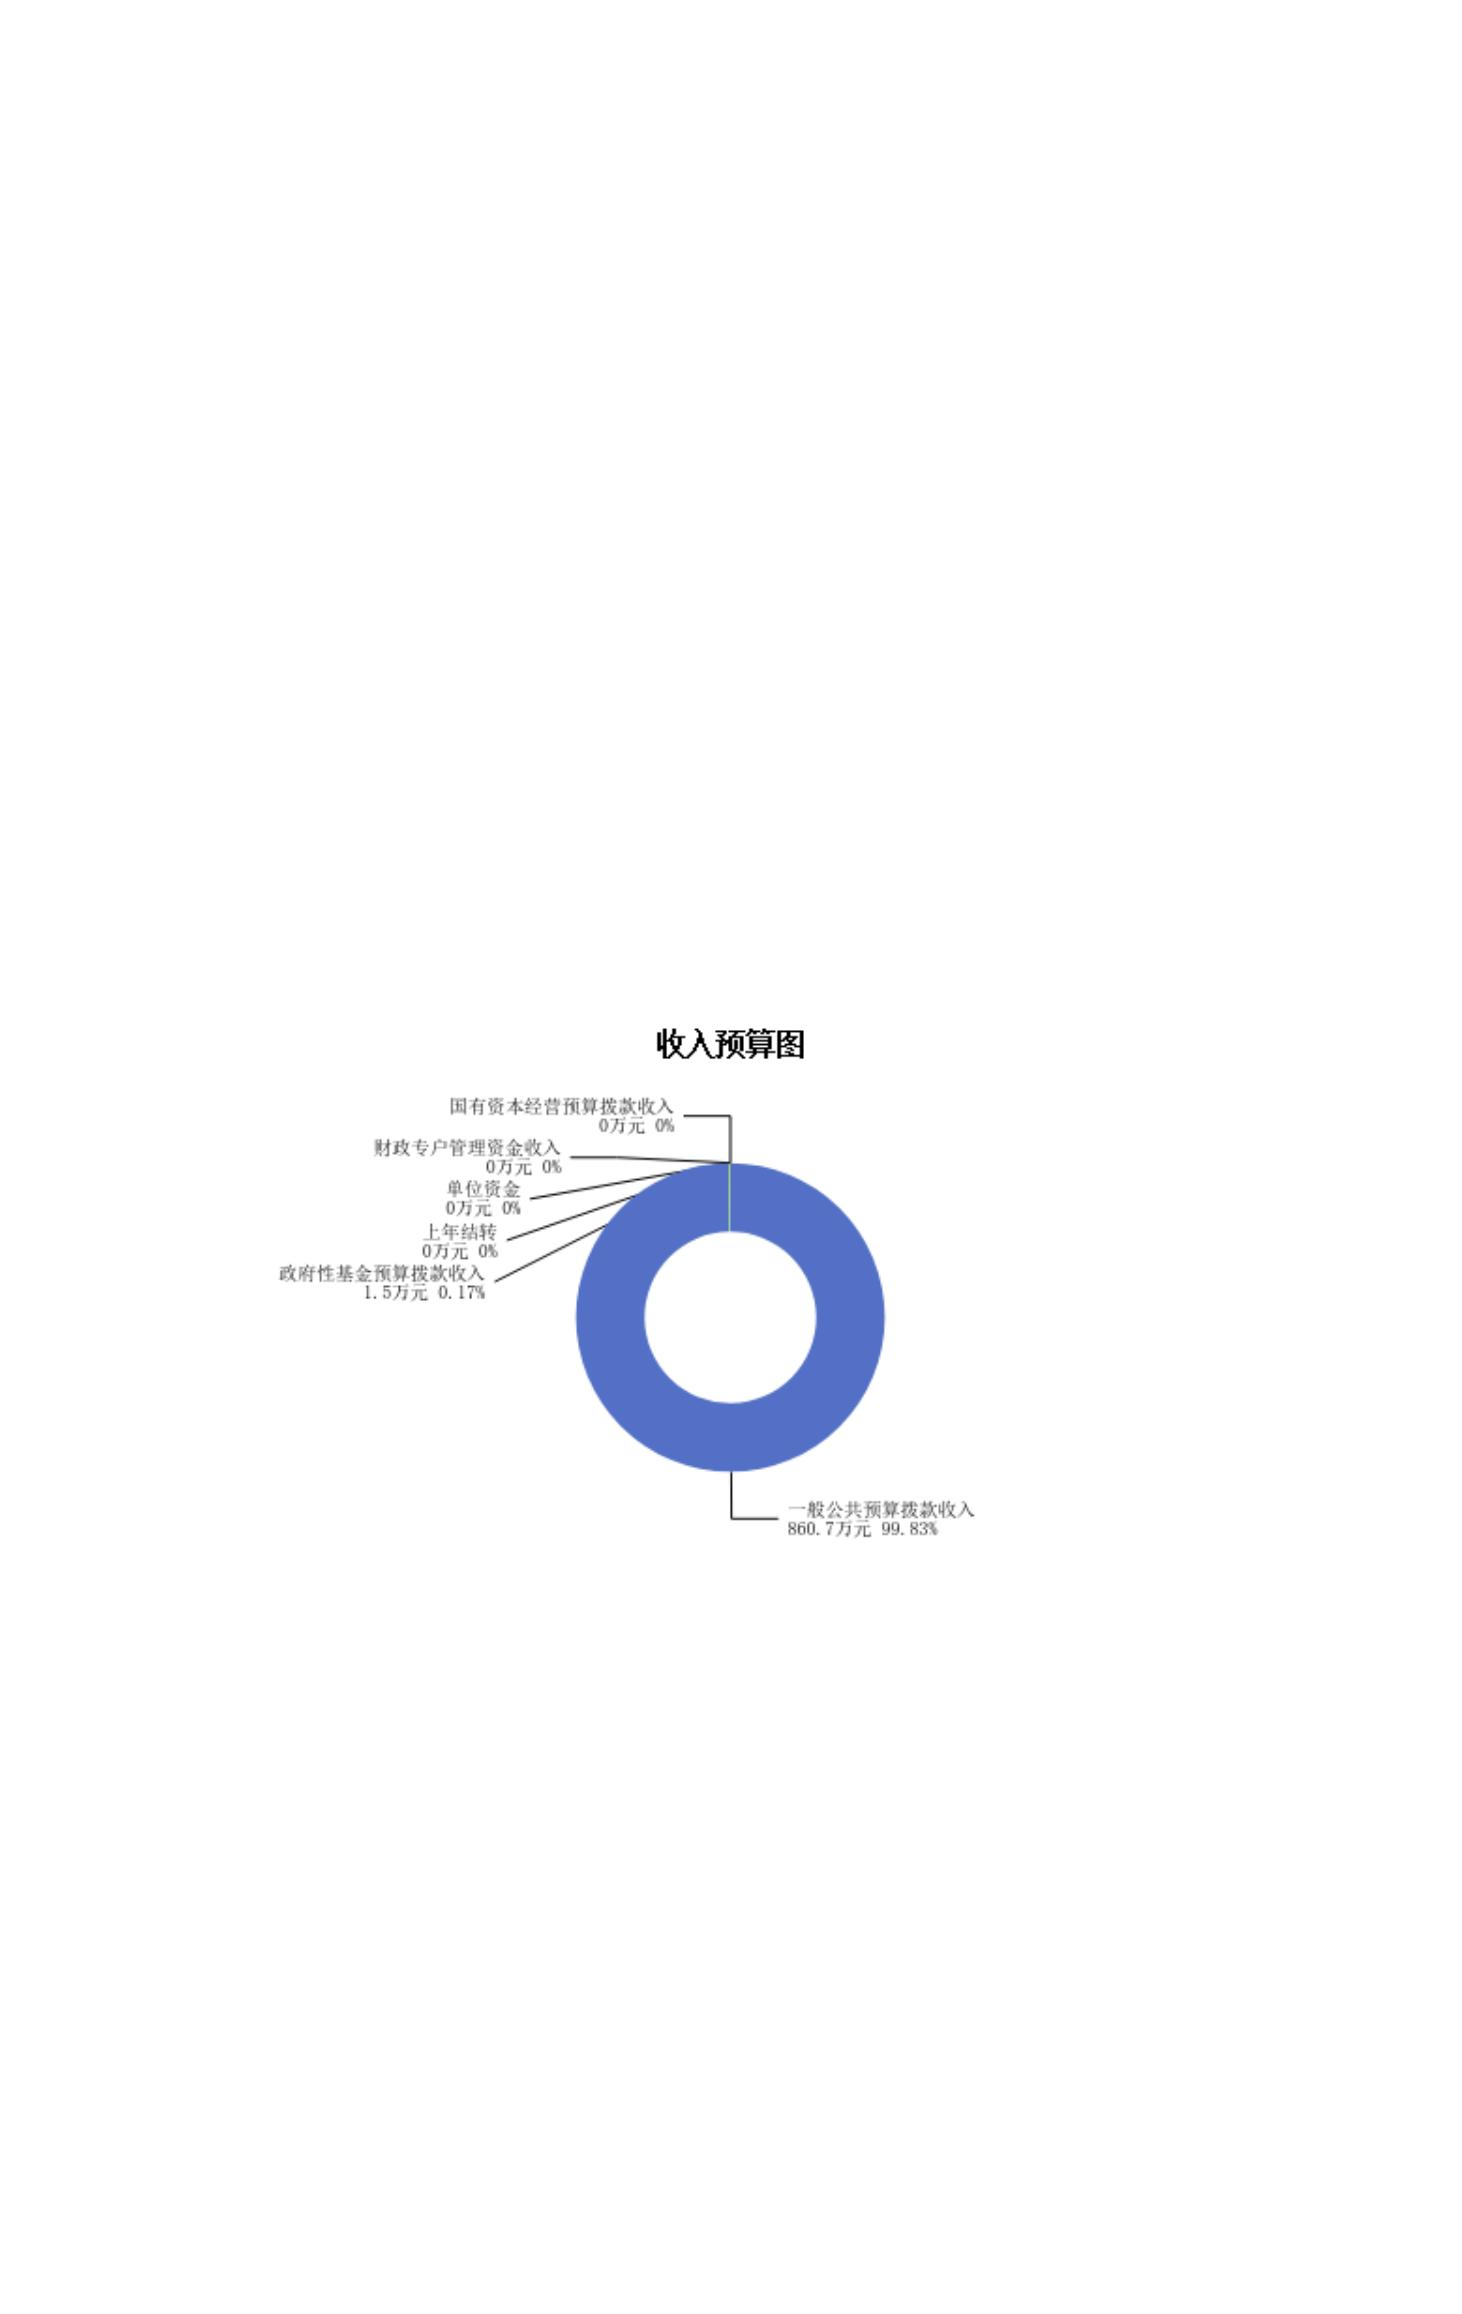 收入预算图
国有资本经营预算拨款收入
0万元 0%
财政专户管理资金收入
0万元 0%
单位资金
0万元 0%
上年结转
0万元 0%
政府性基金预算拨款收入
1.5万元 0.17%
一般公共预算拨款收入
860.7万元 99.83%